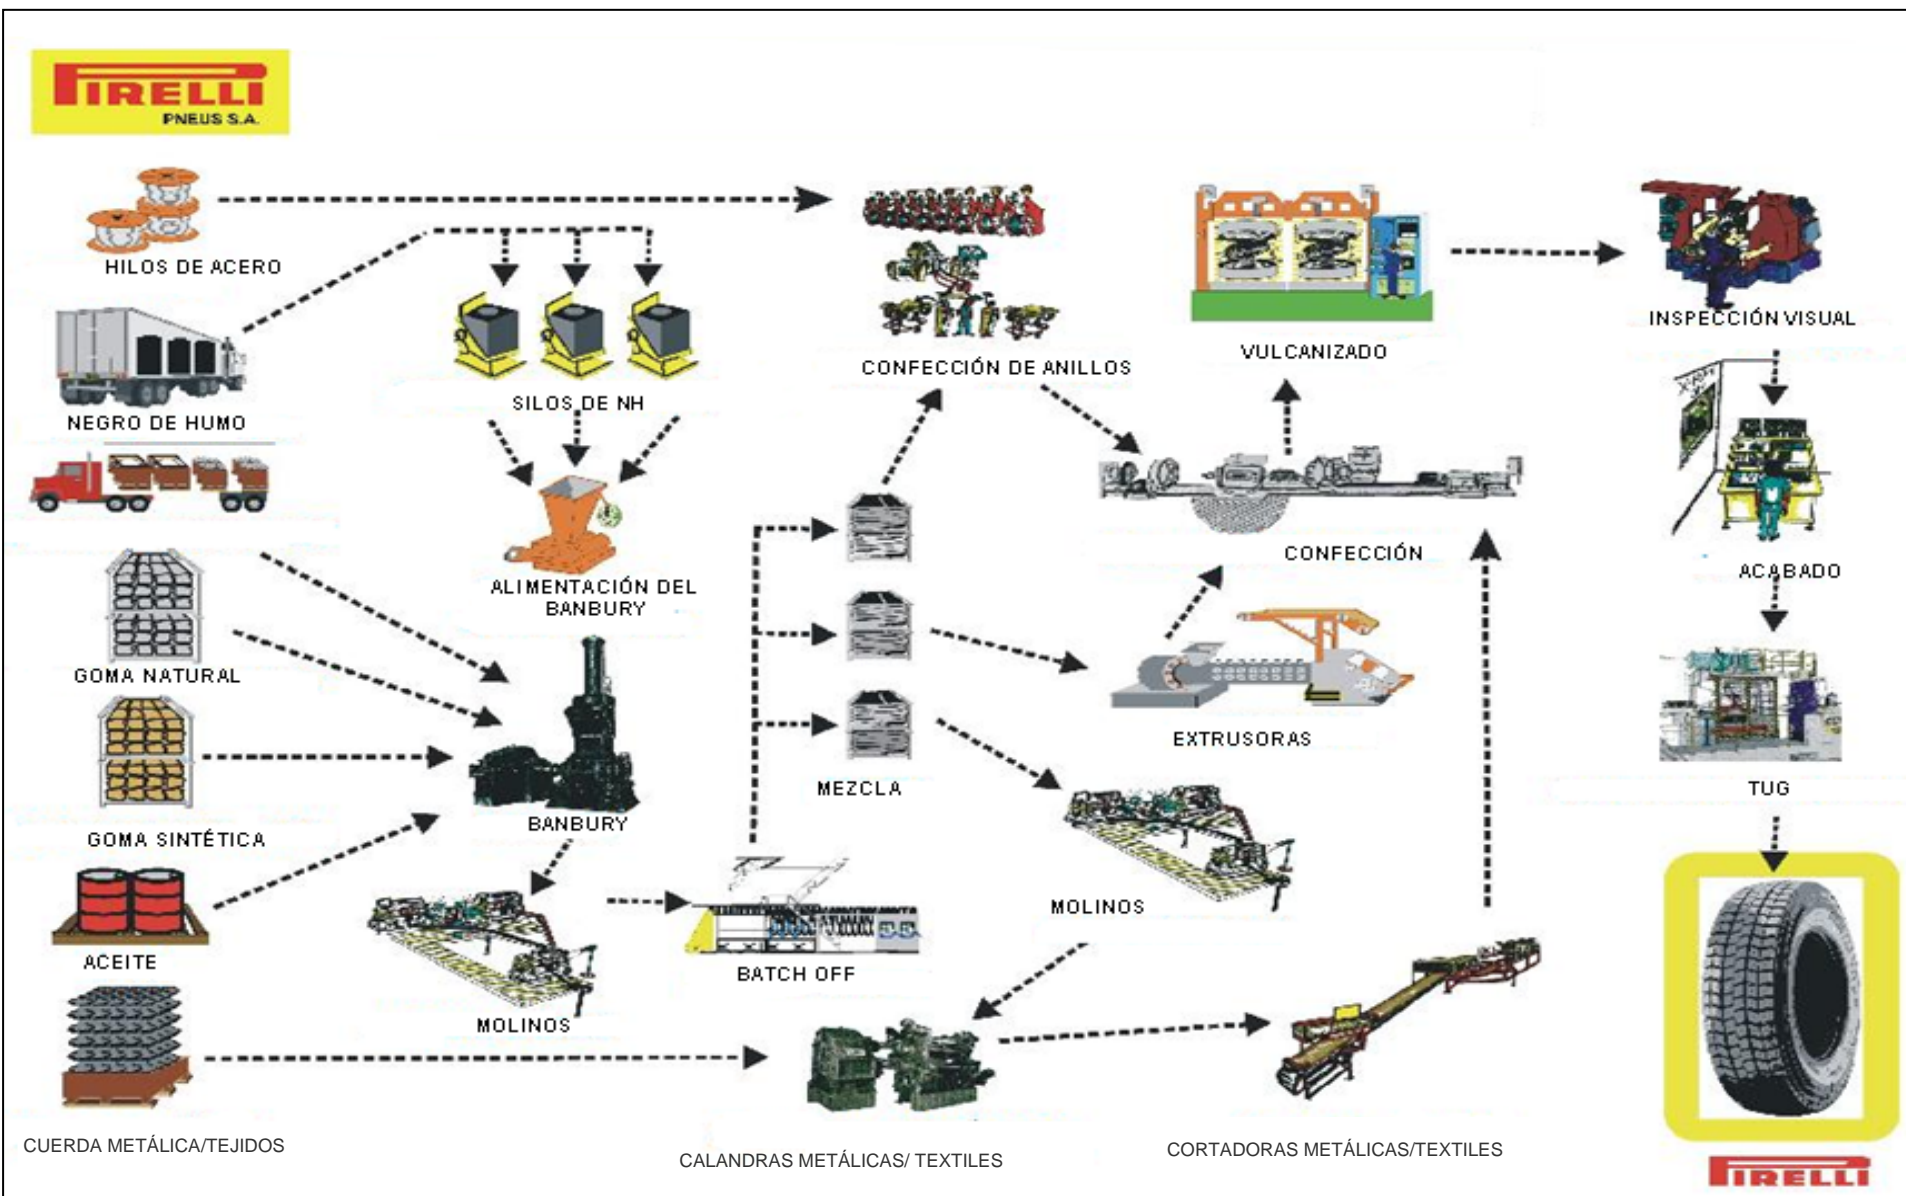 PIRELLI
PNEUS S.A.
HILOS DE ACERO
NEGRO DE HUMO
GOMA NATURAL
GOMA SINTÉTICA
ACEITE
CUERDA METÁLICA/TEJIDOS
SILOS DE NH
ALIMENTACIÓN DEL
BANBURY
BANBURY
MOLINOS
BATCH OFF
MEZCLA
CONFECCIÓN DE ANILLOS
CALANDRAS METÁLICAS/ TEXTILES
VULCANIZADO
CONFECCIÓN
EXTRUSORAS
MOLINOS
CORTADORAS METÁLICAS/TEXTILES
INSPECCIÓN VISUAL
ACABADO
TUG
PIRELLI